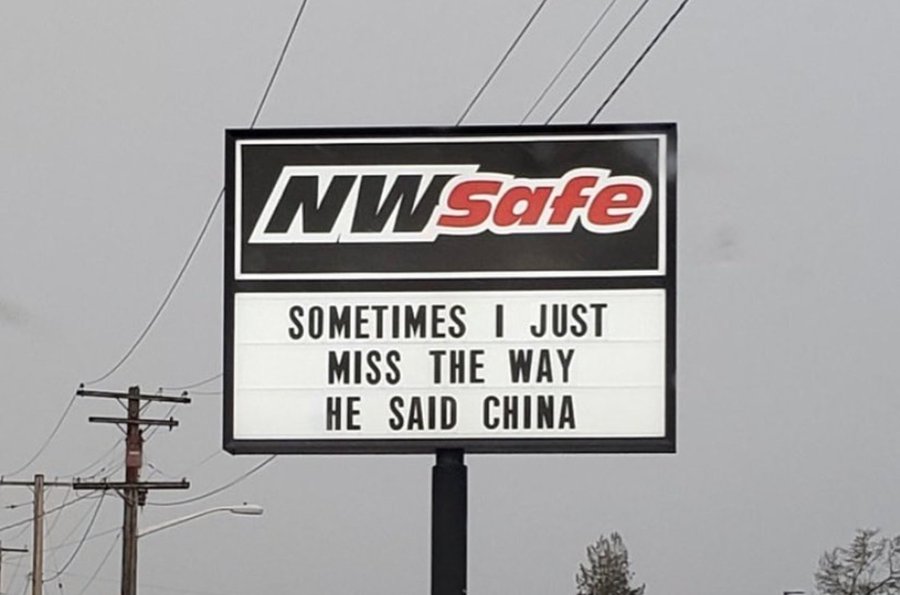 NWSafe
SOMETIMES I JUST
MISS THE WAY
HE SAID CHINA